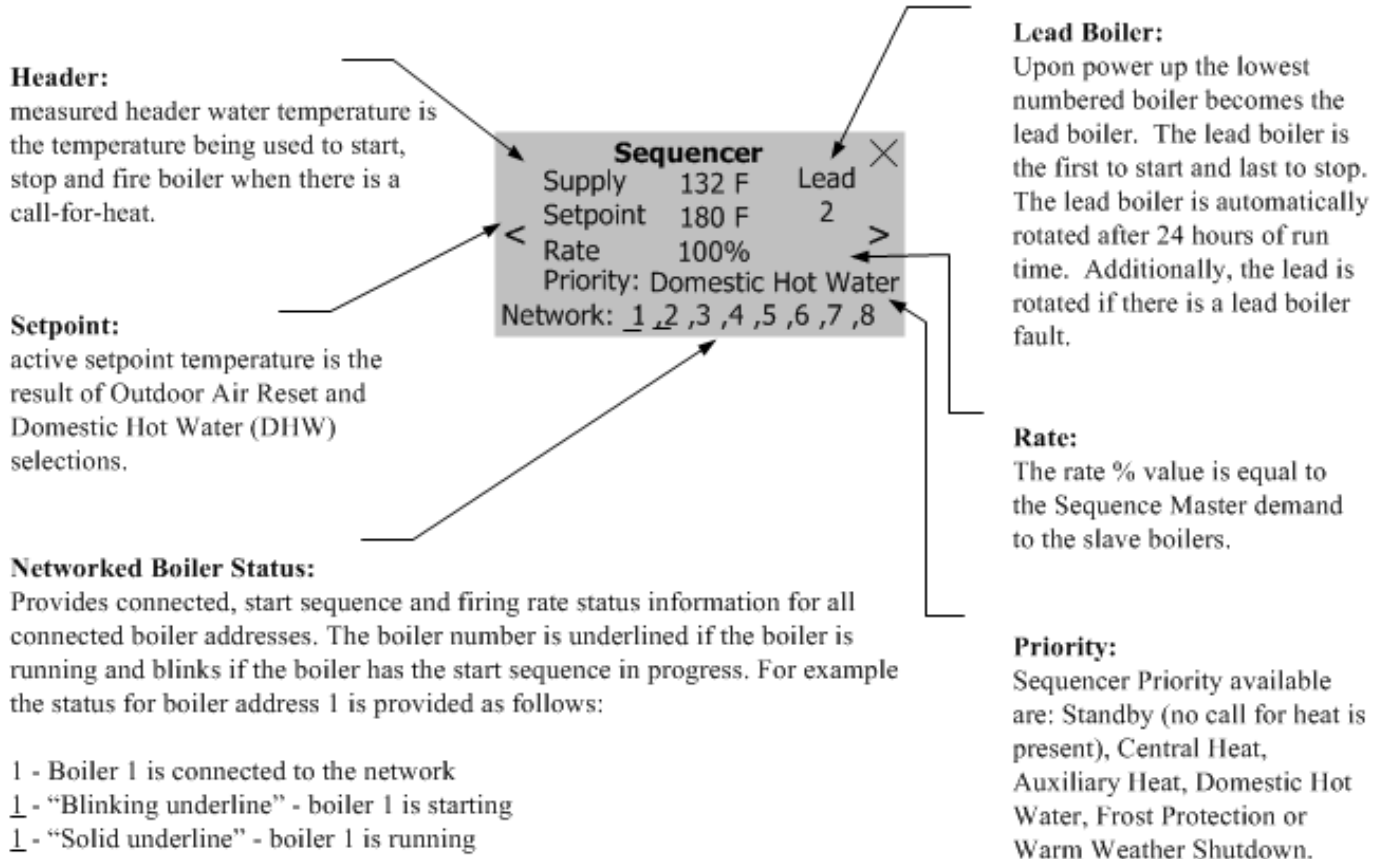 Header:
measured header water temperature is
the temperature being used to start,
stop and fire boiler when there is a
call-for-heat.
Setpoint:
active setpoint temperature is the
result of Outdoor Air Reset and
Domestic Hot Water (DHW)
selections.
Sequencer
Supply 132 F Lead
Setpoint 180 F 2
< >
Rate 100%
Priority: Domestic Hot Water
Network: 1 ,2 ,3 ,4 ,5 ,6 ,7 ,8
Lead Boiler:
Upon power up the lowest
numbered boiler becomes the
lead boiler. The lead boiler is
the first to start and last to stop.
The lead boiler is automatically
rotated after 24 hours of run
time. Additionally, the lead is
rotated if there is a lead boiler
fault.
Rate:
The rate % value is equal to
the Sequence Master demand
to the slave boilers.
Networked Boiler Status:
Provides connected, start sequence and firing rate status information for all
connected boiler addresses. The boiler number is underlined if the boiler is
running and blinks if the boiler has the start sequence in progress. For example
the status for boiler address 1 is provided as follows:
1 - Boiler 1 is connected to the network
1 - “Blinking underline” - boiler 1 is starting
1 - “Solid underline” - boiler 1 is running
Priority:
Sequencer Priority available
are: Standby (no call for heat is
present), Central Heat,
Auxiliary Heat, Domestic Hot
Water, Frost Protection or
Warm Weather Shutdown.